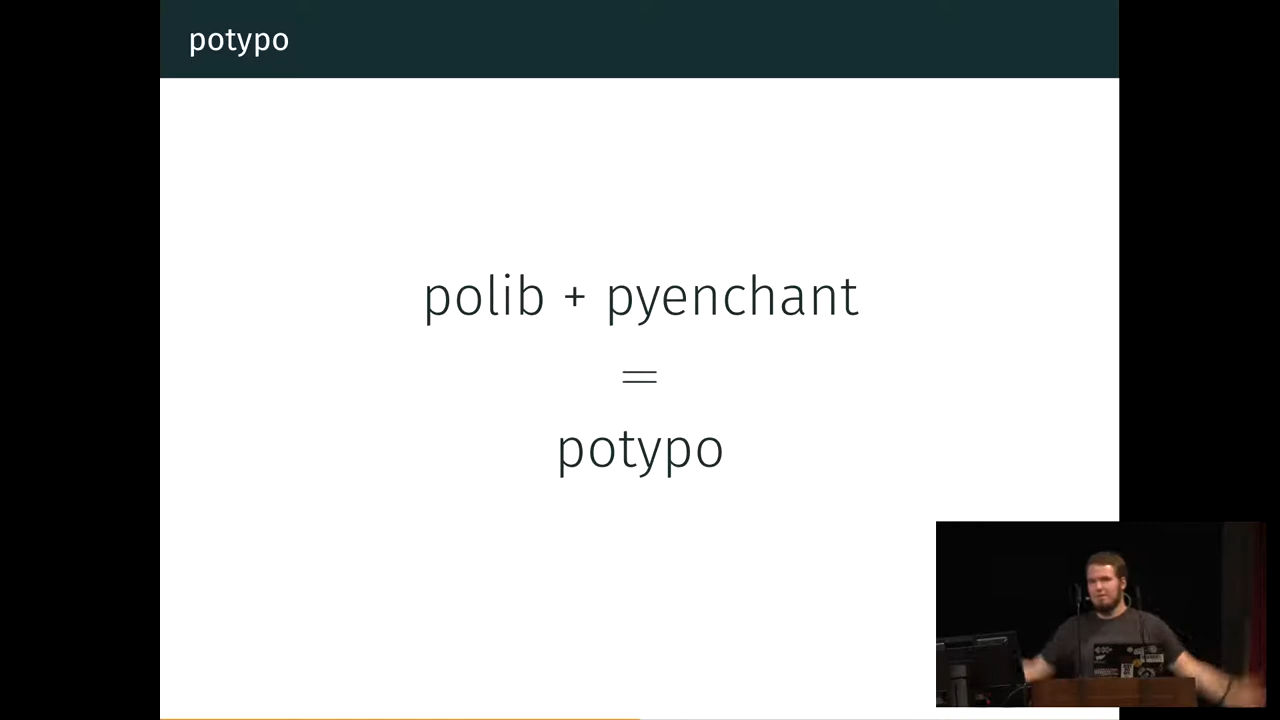 potypo
polib + pyenchant
=
potypo